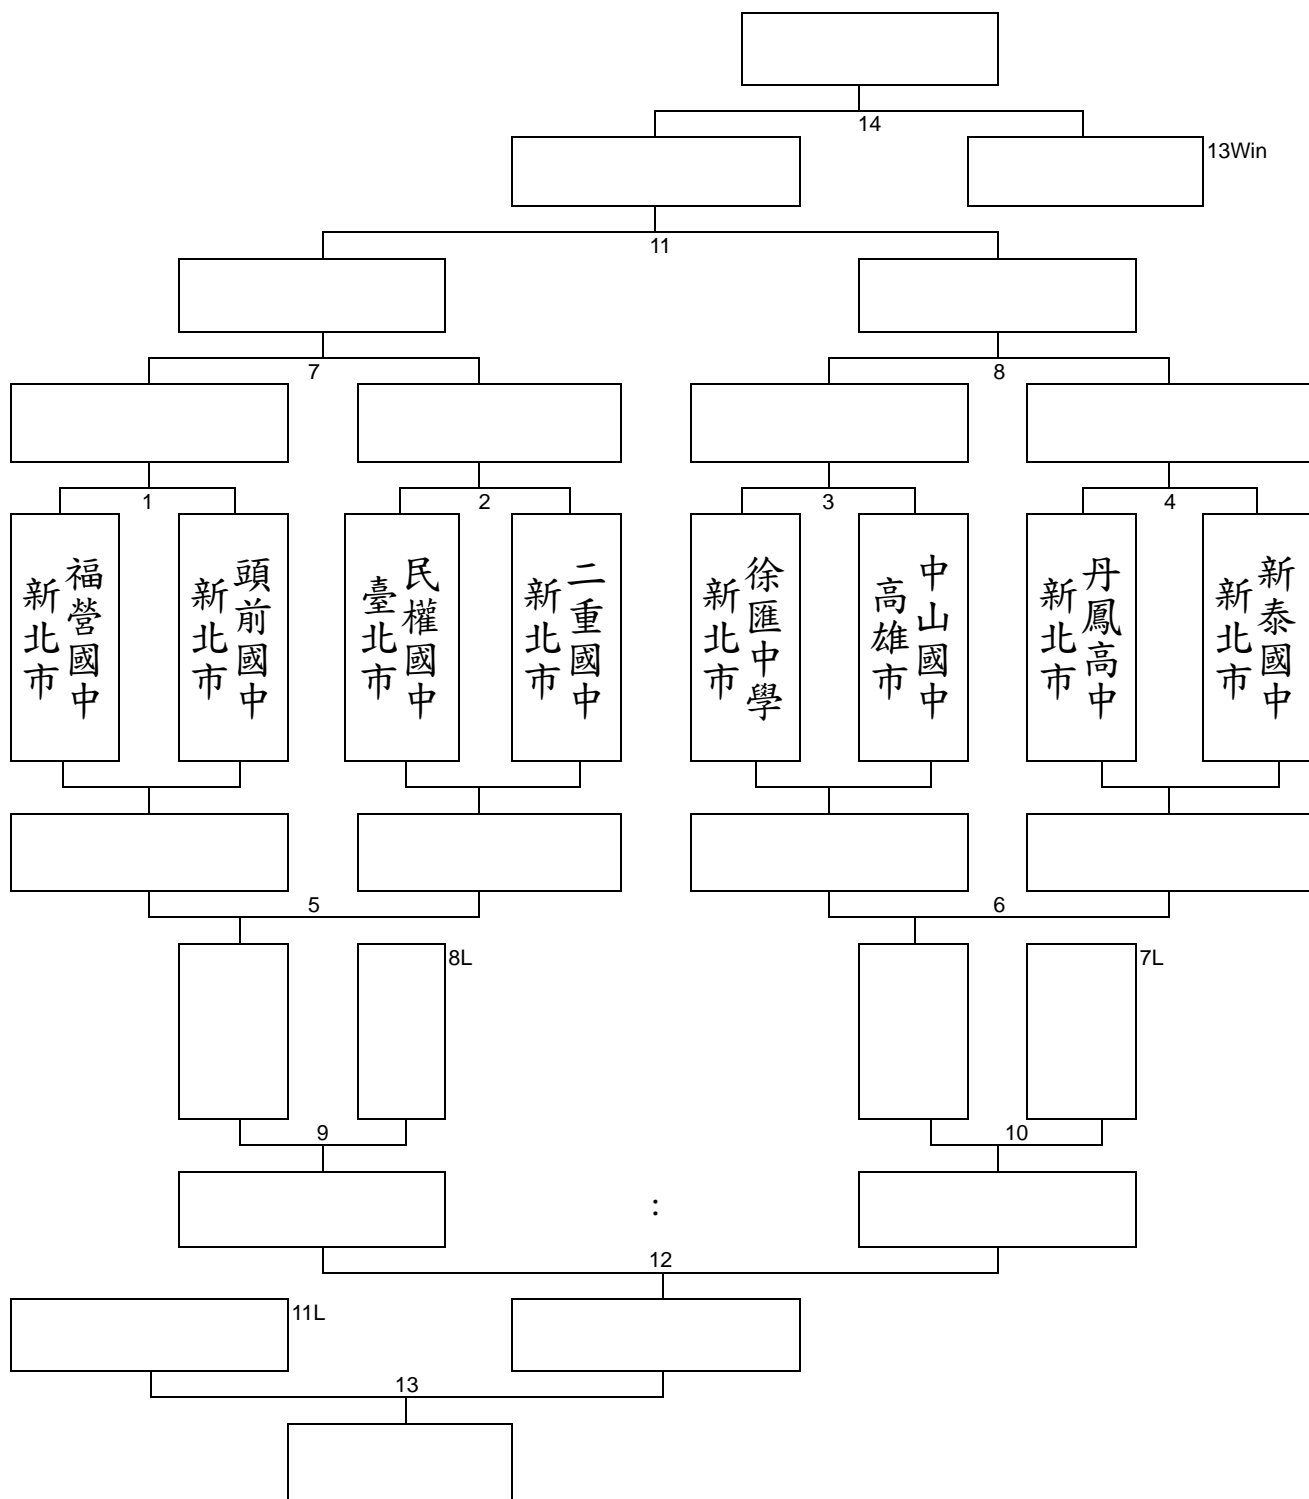 14
13Win
11
7
8
1
2
3
4
福營國中
新北市
頭前國中
新北市
民權國中
臺北市
二重國中
新北市
徐匯中學
新北市
中山國中
高雄市
丹鳳高中
新北市
新泰國中
新北市
5
6
8L
7L
9
10
:
12
11L
13